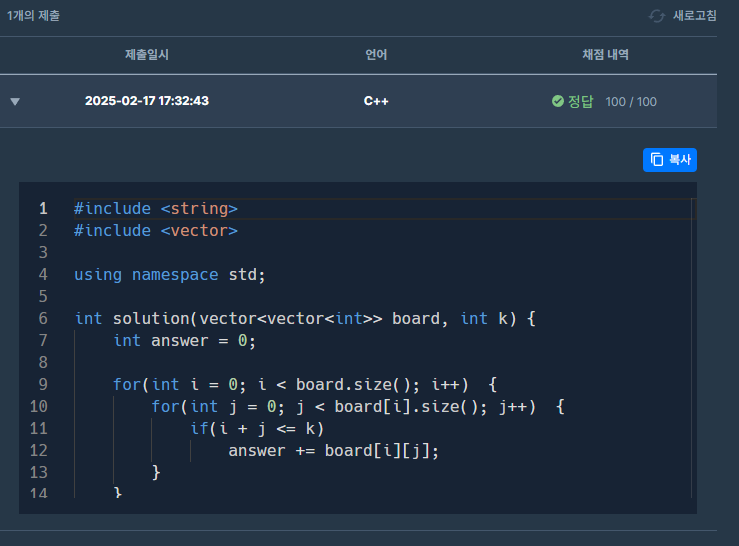 1개의 제출 새로고침
제출일시 언어 채점 내역
2025-02-17 17:32:43 C++ 정답 100 / 100
복사
1 #include <string>
2 #include <vector>
3
4 using namespace std;
5
6 int solution(vector<vector<int>> board, int k) {
7     int answer = 0;
8
9     for(int i = 0; i < board.size(); i++)  {
10         for(int j = 0; j < board[i].size(); j++)  {
11             if(i + j <= k)
12                 answer += board[i][j];
13         }
14     }